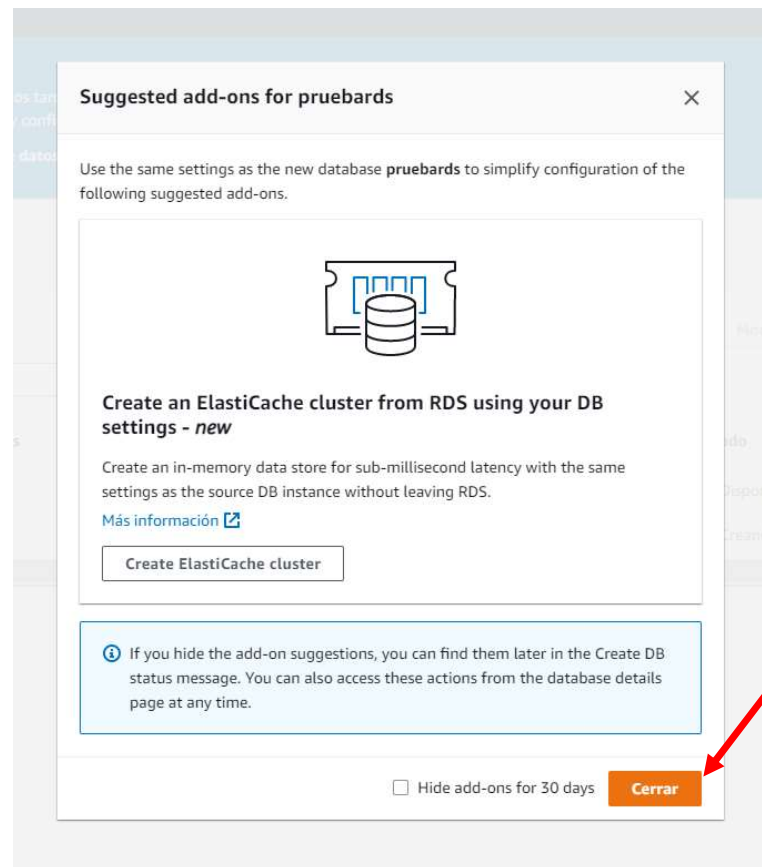 Suggested add-ons for pruebards
Use the same settings as the new database pruebards to simplify configuration of the
following suggested add-ons.
Create an ElastiCache cluster from RDS using your DB
settings - new
Create an in-memory data store for sub-millisecond latency with the same
settings as the source DB instance without leaving RDS.
Más información
Create ElastiCache cluster
If you hide the add-on suggestions, you can find them later in the Create DB
status message. You can also access these actions from the database details
page at any time.
Hide add-ons for 30 days
Cerrar